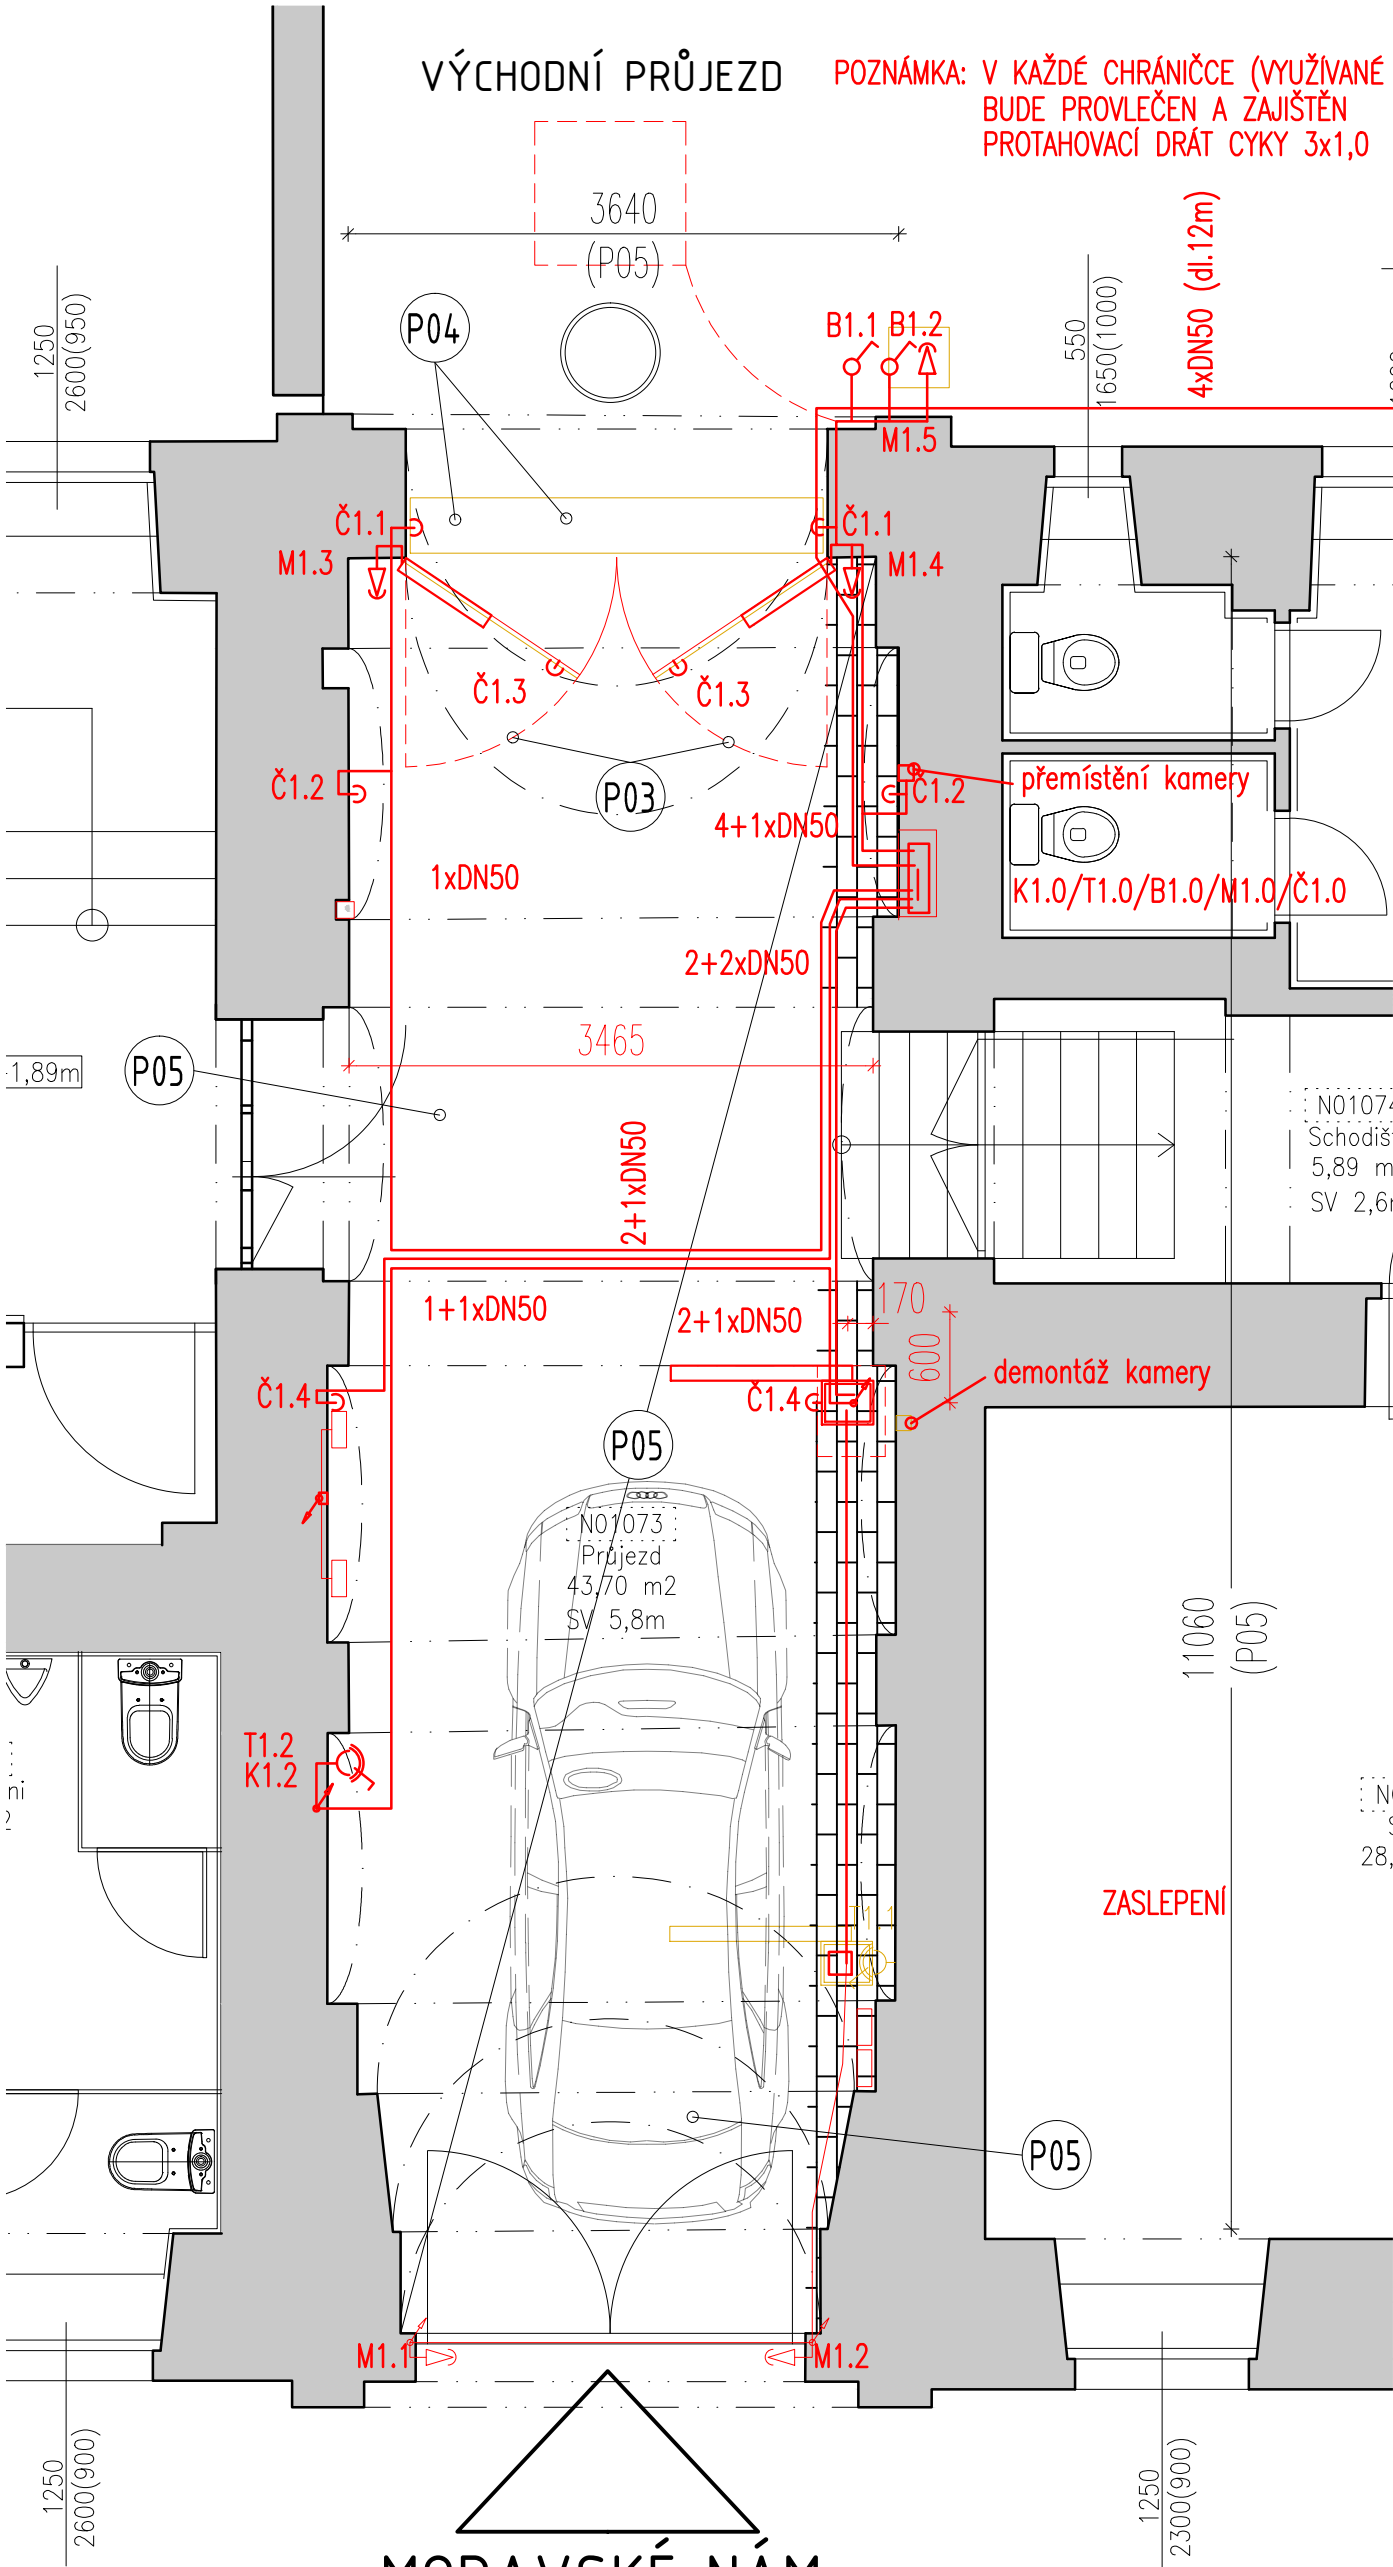 VÝCHODNÍ PRŮJEZD
POZNÁMKA: V KAŽDÉ CHRÁNIČCE (VYUŽÍVANÉ
BUDE PROVLEČEN A ZAJIŠTĚN
PROTAHOVACÍ DRÁT CYKY 3x1,0
3640
(P05)
4xDN50 (dl.12m)
1250
2600(950)
P04
B1.1
B1.2
550
1650(1000)
M1.5
Č1.1
Č1.1
M1.3
M1.4
Č1.3
Č1.3
Č1.2
P03
Č1.2
přemístění kamery
4+1xDN50
1xDN50
K1.0/T1.0/B1.0/M1.0/Č1.0
2+2xDN50
3465
P05
1,89m
2+1xDN50
N01074
Schodiš
5,89 m
SV 2,6
1+1xDN50
2+1xDN50
170
600
demontáž kamery
Č1.4
Č1.4
P05
N01073
Průjezd
43,70 m2
SV 5,8m
11060
(P05)
T1.2
K1.2
ní
28,
ZASLEPENÍ
P05
M1.1
M1.2
1250
2600(900)
1250
2300(900)
MORAVSKÉ NÁM